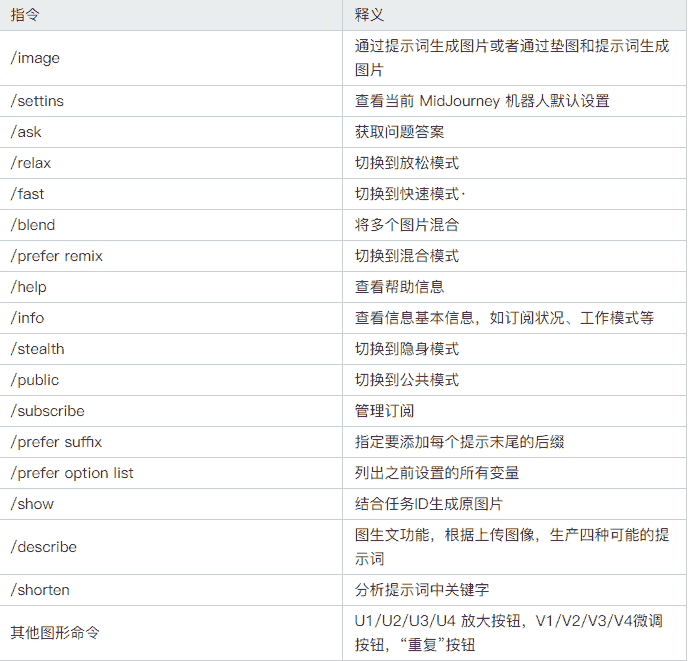 指令 释义
/image 通过提示词生成图片或者通过垫图和提示词生成
图片
/settins 查看当前 MidJourney 机器人默认设置
/ask 获取问题答案
/relax 切换到放松模式
/fast 切换到快速模式·
/blend 将多个图片混合
/prefer remix 切换到混合模式
/help 查看帮助信息
/info 查看信息基本信息，如订阅状况、工作模式等
/stealth 切换到隐身模式
/public 切换到公共模式
/subscribe 管理订阅
/prefer suffix 指定要添加每个提示末尾的后缀
/prefer option list 列出之前设置的所有变量
/show 结合任务ID生成原图片
/describe 图生文功能，根据上传图像，生产四种可能的提
示词
/shorten 分析提示词中关键字
其他图形命令 U1/U2/U3/U4 放大按钮，V1/V2/V3/V4微调
按钮，“重复”按钮